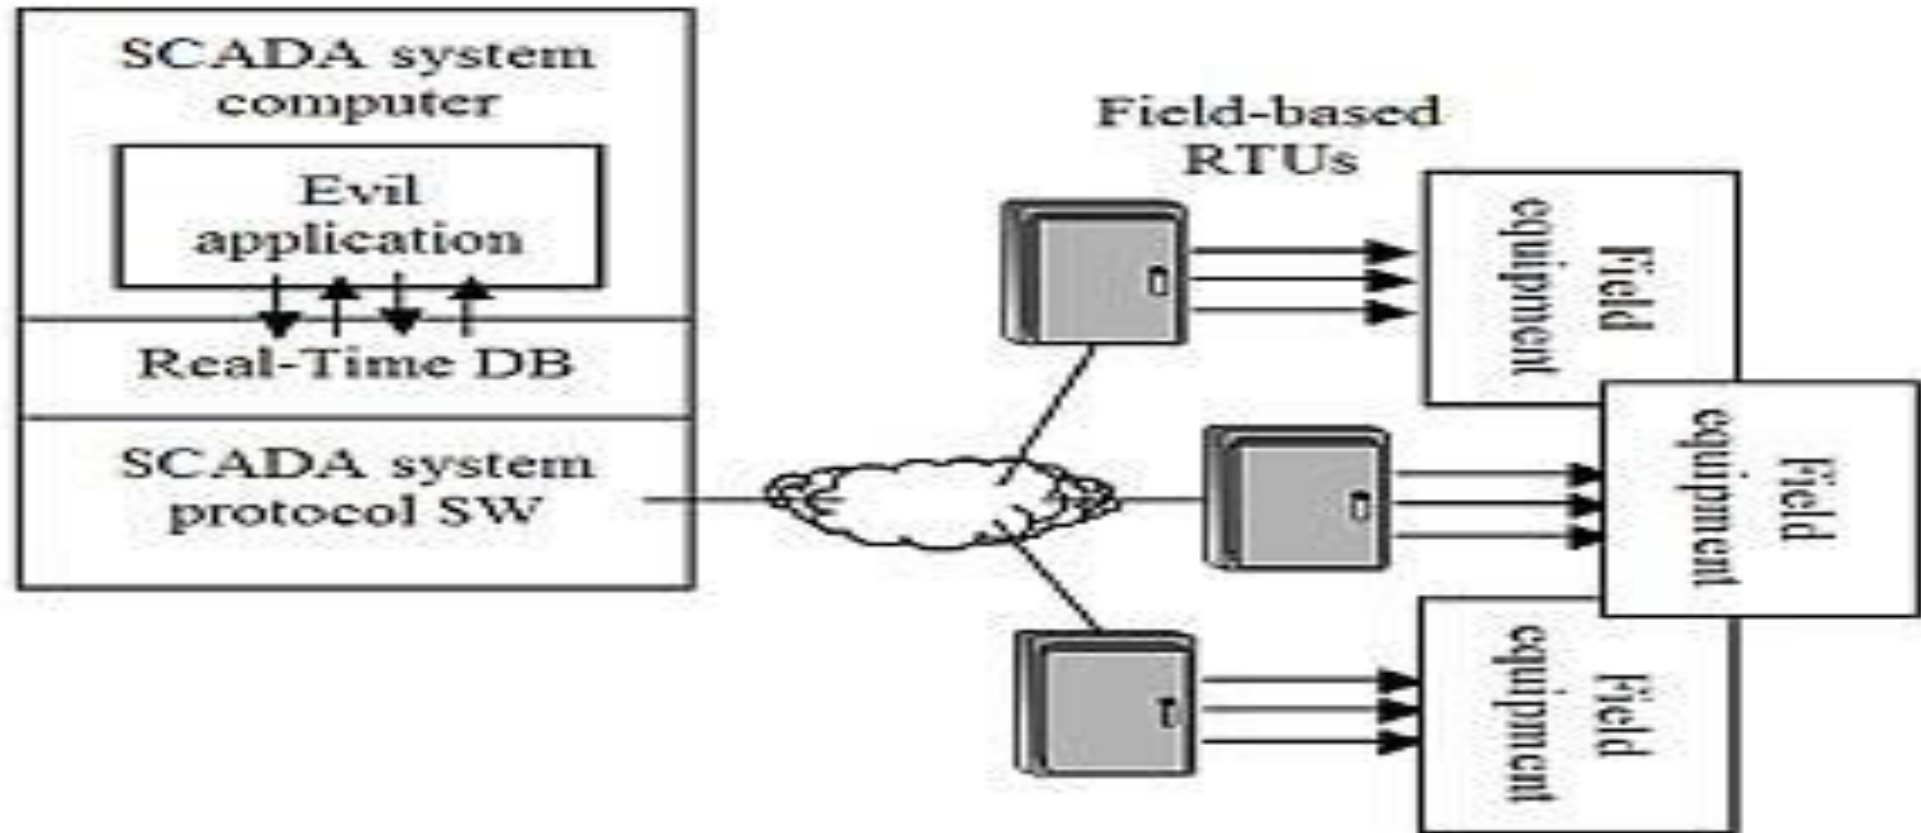 SCADA system
computer
Evil
application
Real-Time DB
SCADA system
protocol SW
Field-based
RTUs
Field
equipment
Field
equipment
Field
equipment